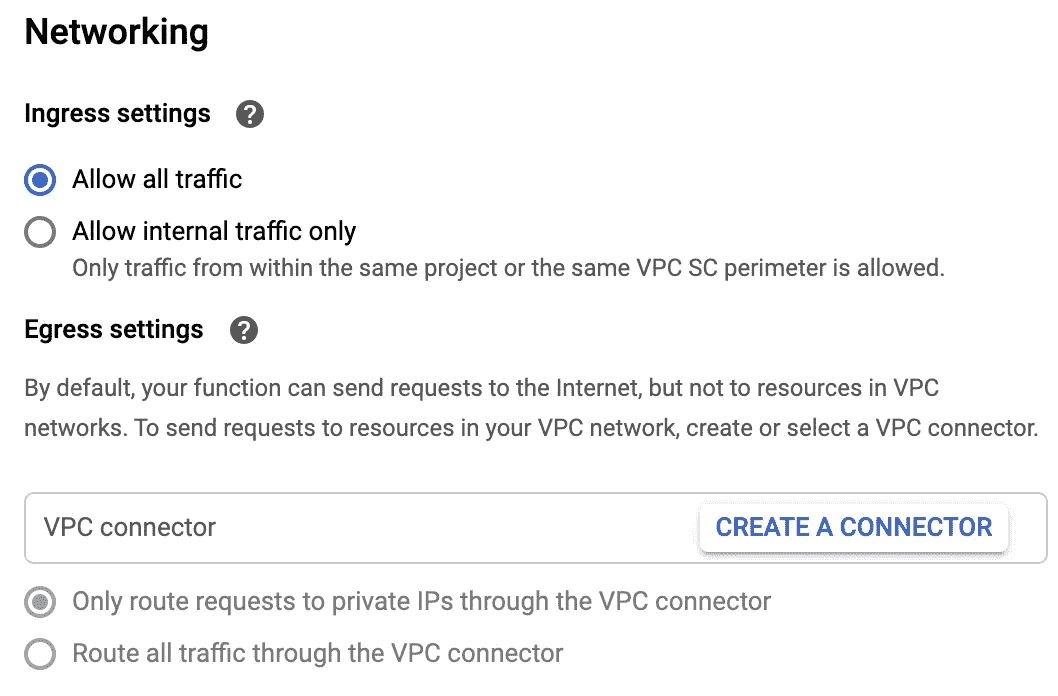 Networking
Ingress settings ?
Allow all traffic
Allow internal traffic only
Only traffic from within the same project or the same VPC SC perimeter is allowed.
Egress settings ?
By default, your function can send requests to the Internet, but not to resources in VPC
networks. To send requests to resources in your VPC network, create or select a VPC connector.
VPC connector CREATE A CONNECTOR
Only route requests to private IPs through the VPC connector
Route all traffic through the VPC connector